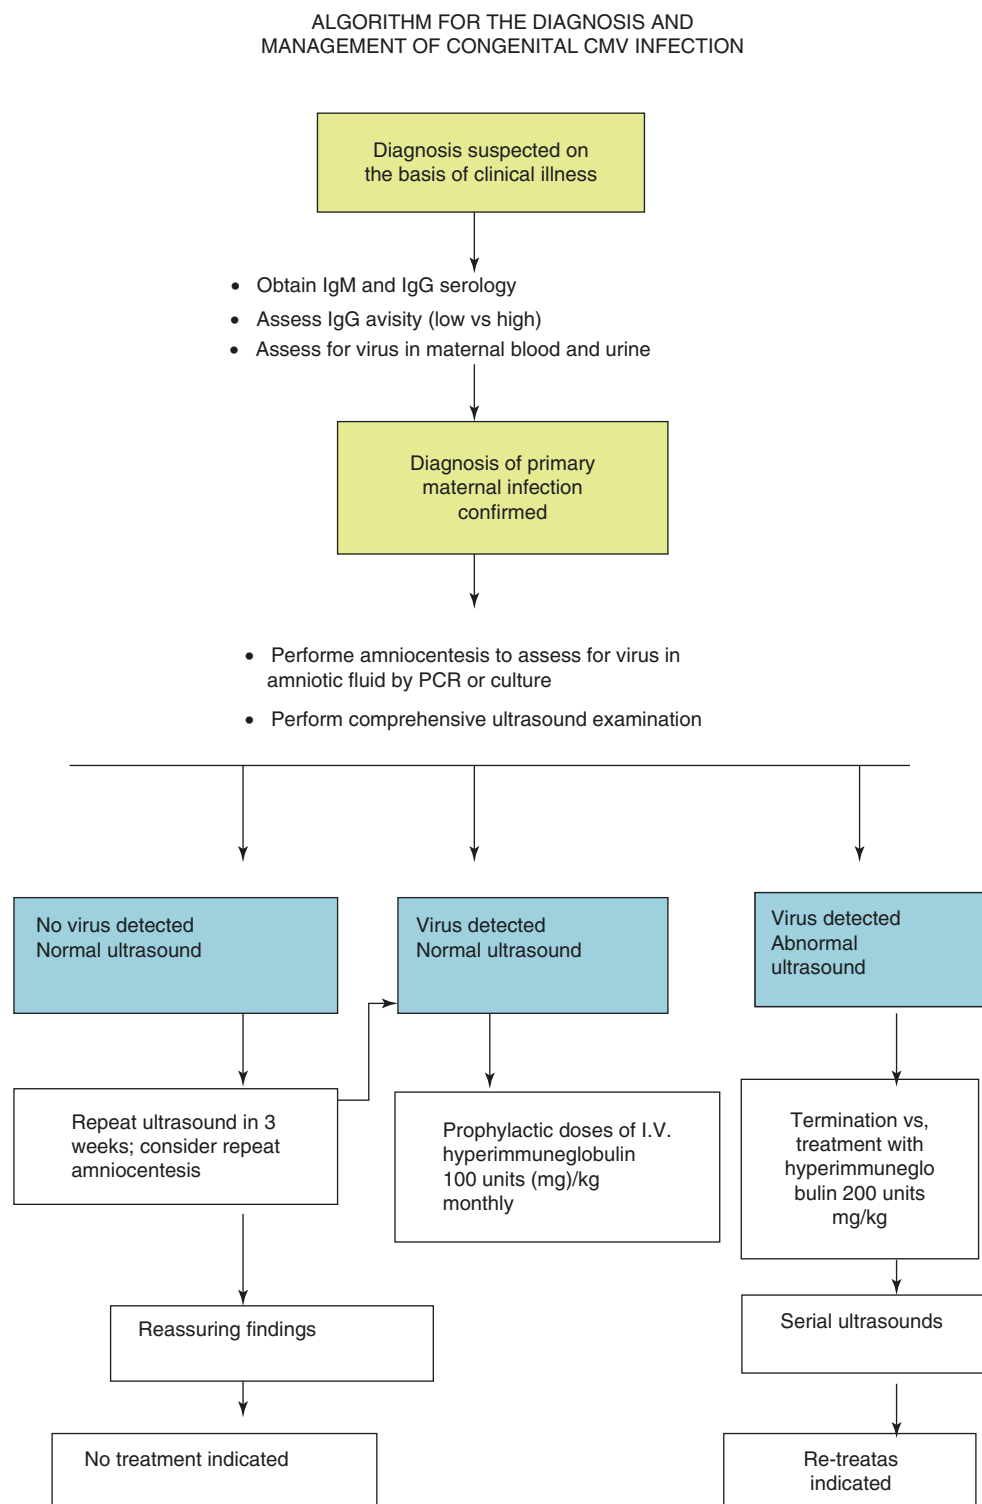 ALGORITHM FOR THE DIAGNOSIS AND
MANAGEMENT OF CONGENITAL CMV INFECTION
Diagnosis suspected on
the basis of clinical illness
• Obtain IgM and IgG serology
• Assess IgG avisity (low vs high)
• Assess for virus in maternal blood and urine
Diagnosis of primary
maternal infection
confirmed
• Performe amniocentesis to assess for virus in
amniotic fluid by PCR or culture
• Perform comprehensive ultrasound examination
No virus detected
Normal ultrasound
Virus detected
Normal ultrasound
Virus detected
Abnormal
ultrasound
Repeat ultrasound in 3
weeks; consider repeat
amniocentesis
Prophylactic doses of I.V.
hyperimmuneglobulin
100 units (mg)/kg
monthly
Termination vs,
treatment with
hyperimmuneglo
bulin 200 units
mg/kg
Reassuring findings
Serial ultrasounds
No treatment indicated
Re-treatas
indicated